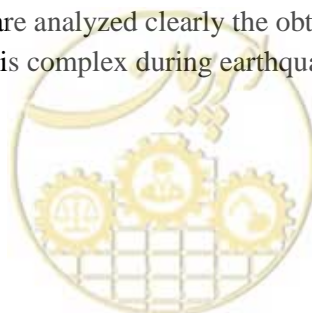 are analyzed clearly the obt
is complex during earthqua